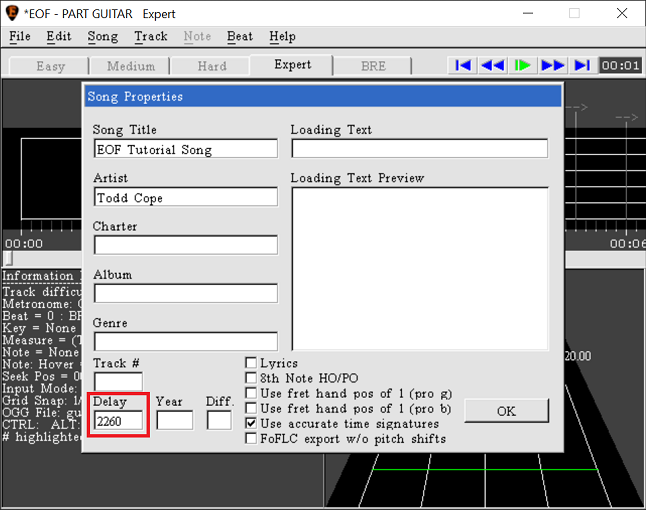 *EOF - PART GUITAR   Expert
File Edit Song Track Note Beat Help
Easy Medium Hard Expert BRE 00:01
Song Properties
Song Title
EOF Tutorial Song
Loading Text
Artist
Todd Cope
Loading Text Preview
Charter
Album
Genre
Track #
Delay
2260
Year
Diff.
Lyrics
8th Note HO/PO
Use fret hand pos of 1 (pro g)
Use fret hand pos of 1 (pro b)
Use accurate time signatures
FoFLC export w/o pitch shifts
OK
-->
-->
00:00
00:06
Information
Track difficu
Metronome:
Beat = 0 : BP
Key = None
Measure = (T
Note = None
Note: Hover
Seek Pos = 00
Input Mode:
Grid Snap: 1/
OGG File: gu
CTRL: ALT:
# highlighted
20.00